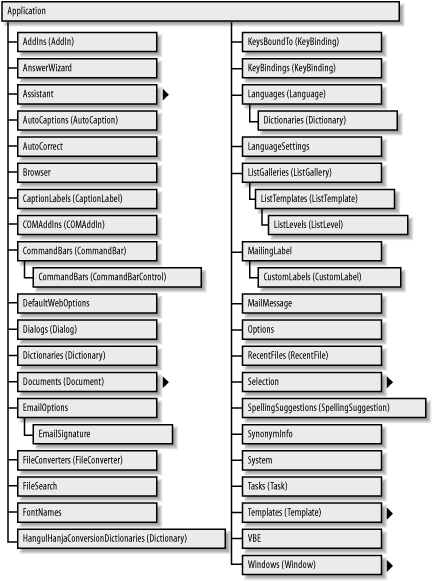 Application
AddIns (AddIn)
AnswerWizard
Assistant
AutoCaptions (AutoCaption)
AutoCorrect
Browser
CaptionLabels (CaptionLabel)
COMAddIns (COMAddIn)
CommandBars (CommandBar)
CommandBars (CommandBarControl)
DefaultWebOptions
Dialogs (Dialog)
Dictionaries (Dictionary)
Documents (Document)
EmailOptions
EmailSignature
FileConverters (FileConverter)
FileSearch
FontNames
HangulHanjaConversionDictionaries (Dictionary)
KeysBoundTo (KeyBinding)
KeyBindings (KeyBinding)
Languages (Language)
Dictionaries (Dictionary)
LanguageSettings
ListGalleries (ListGallery)
ListTemplates (ListTemplate)
ListLevels (ListLevel)
MailingLabel
CustomLabels (CustomLabel)
MailMessage
Options
RecentFiles (RecentFile)
Selection
SpellingSuggestions (SpellingSuggestion)
SynonymInfo
System
Tasks (Task)
Templates (Template)
VBE
Windows (Window)